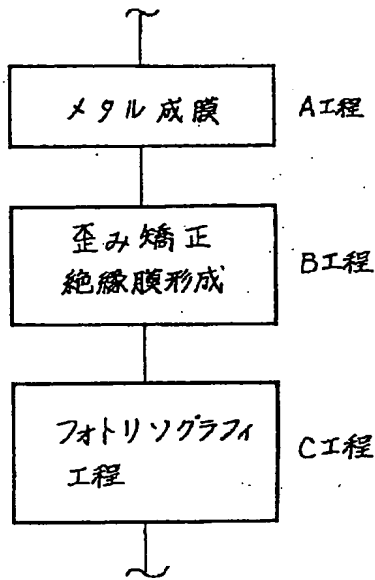 メタル成膜
A工程
歪み矯正
絶縁膜形成
B工程
フォトリソグラフィ
工程
C工程